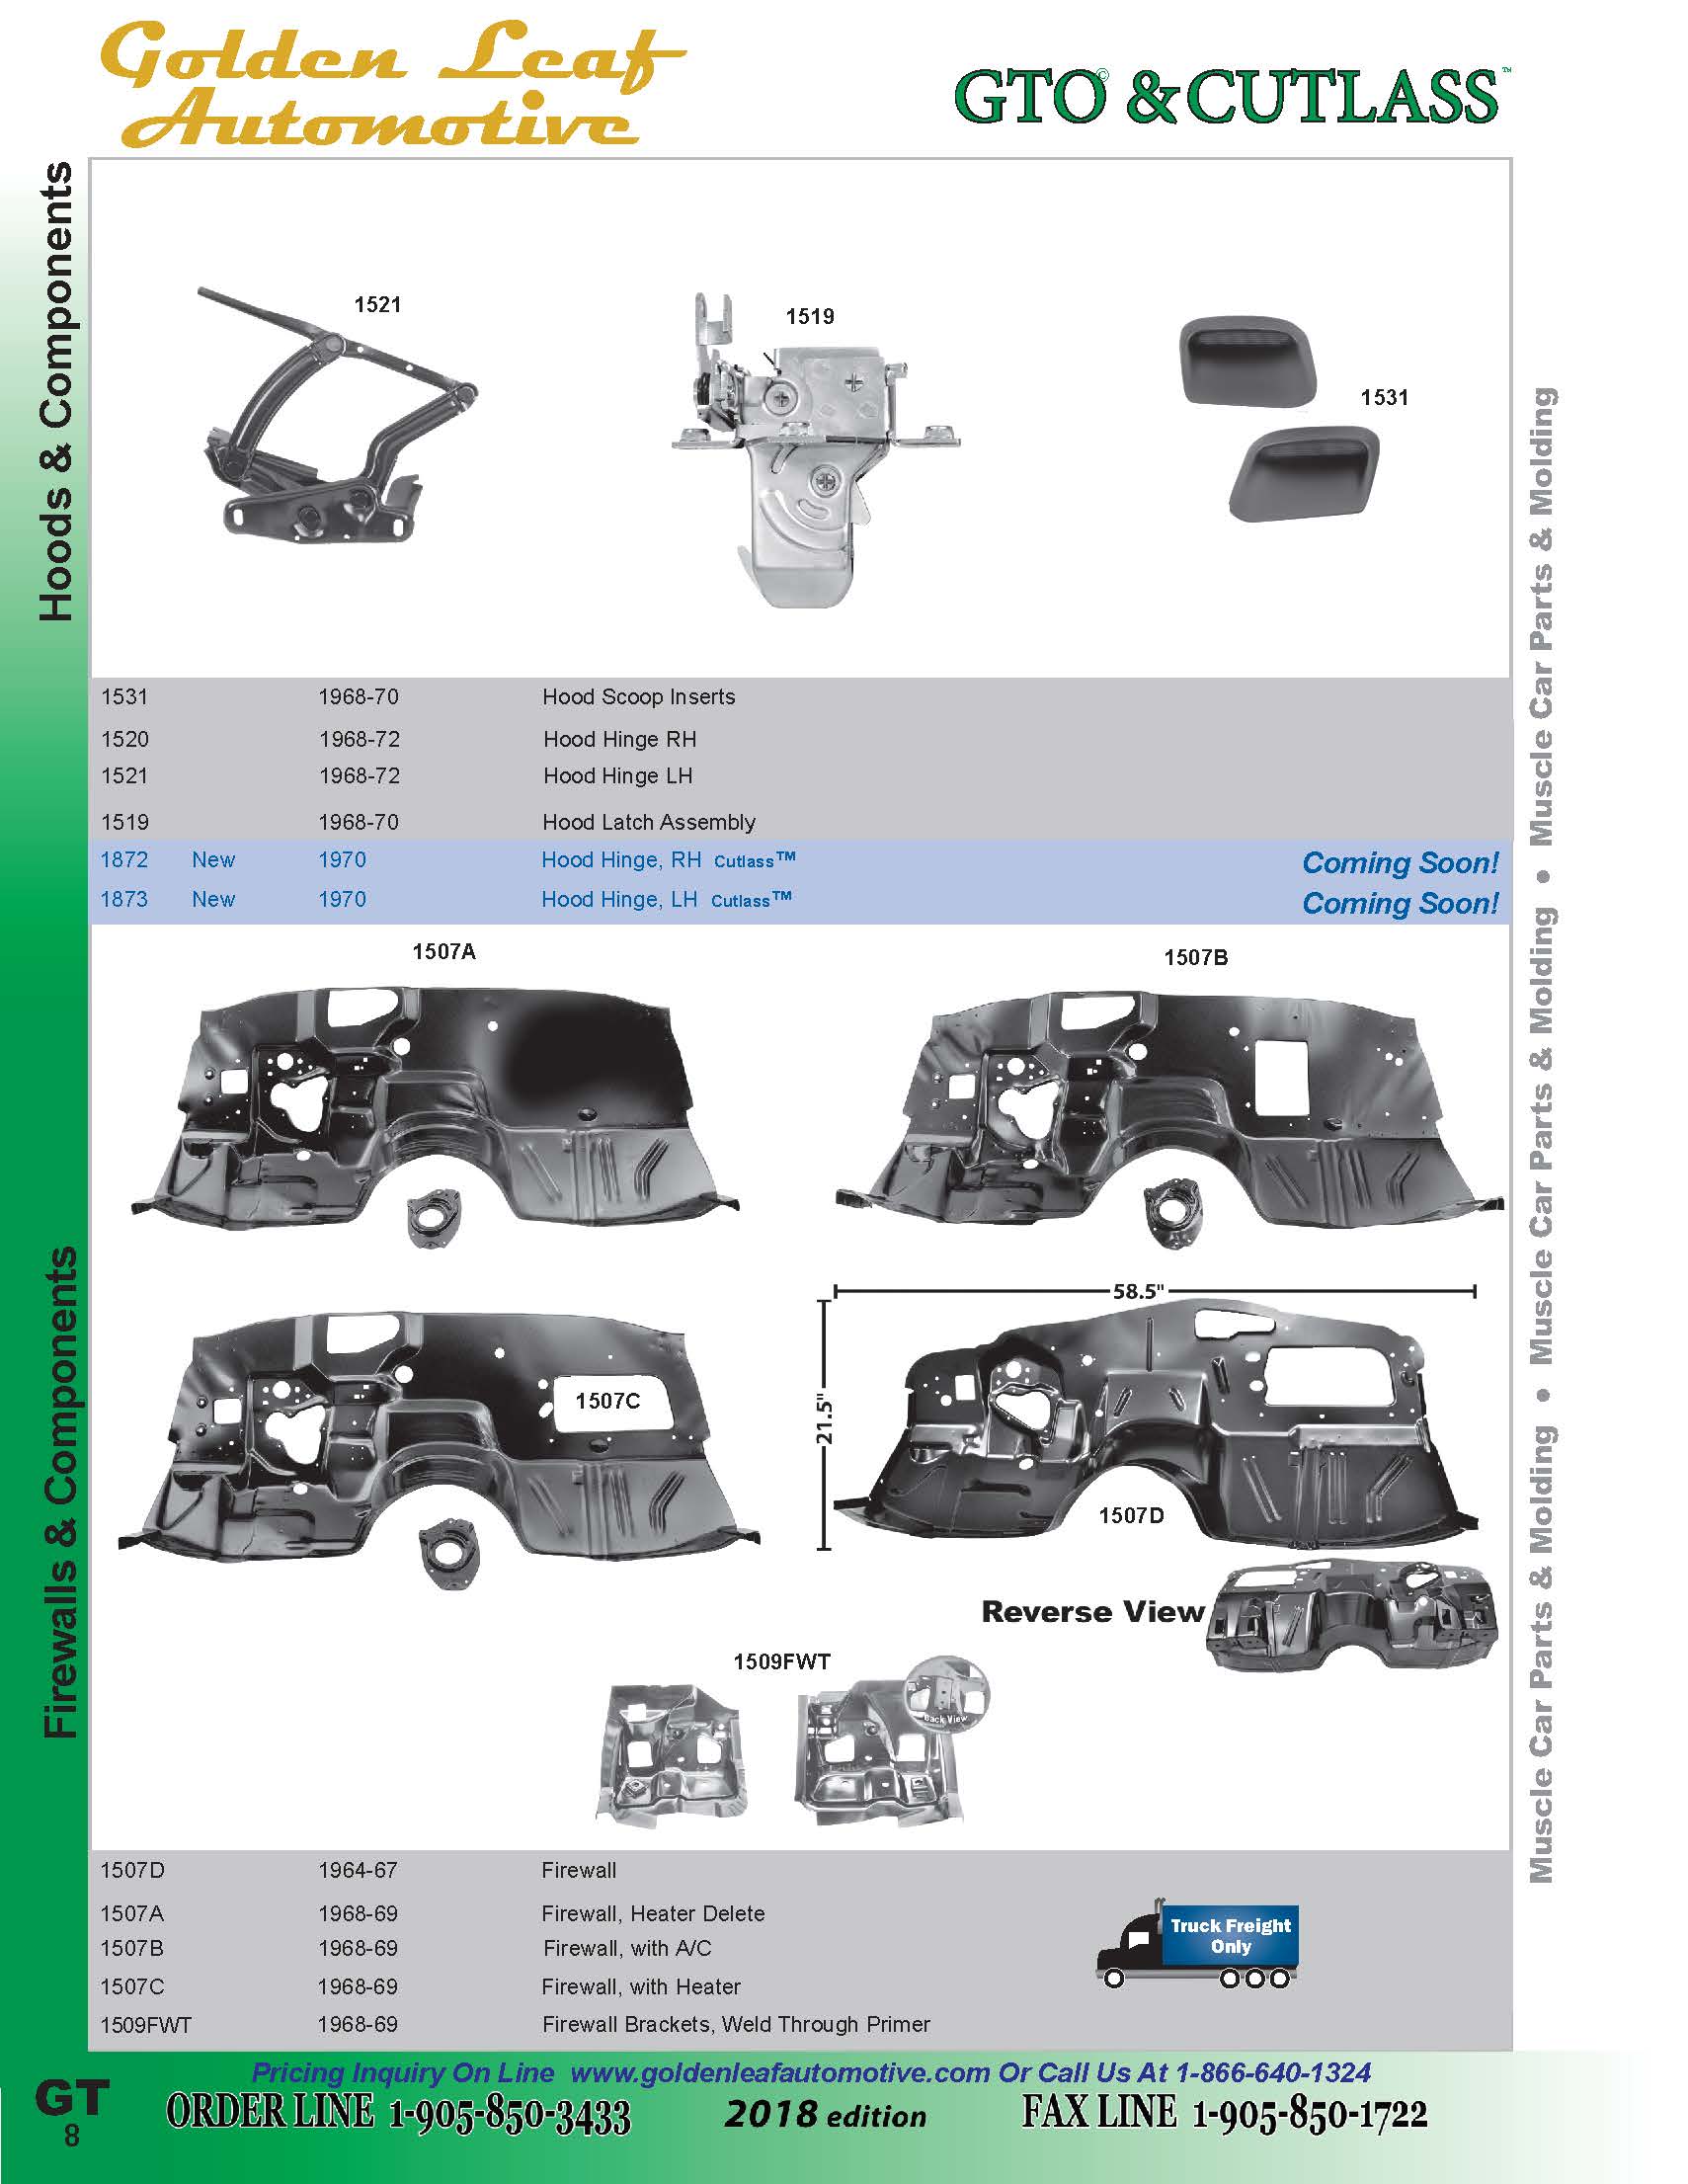 Golden Leaf
Automotive
GTO© & CUTLASS™
Hoods & Components
1521
1519
1531
1531 1968-70 Hood Scoop Inserts
1520 1968-72 Hood Hinge RH
1521 1968-72 Hood Hinge LH
1519 1968-70 Hood Latch Assembly
1872 New 1970 Hood Hinge, RH Cutlass™ Coming Soon!
1873 New 1970 Hood Hinge, LH Cutlass™ Coming Soon!
Firewalls & Components
1507A
1507B
58.5"
21.5"
1507C
1507D
Reverse View
1509FWT
Back View
1507D 1964-67 Firewall
1507A 1968-69 Firewall, Heater Delete
1507B 1968-69 Firewall, with A/C
1507C 1968-69 Firewall, with Heater
1509FWT 1968-69 Firewall Brackets, Weld Through Primer
Truck Freight
Only
Muscle Car Parts & Molding • Muscle Car Parts & Molding • Muscle Car Parts & Molding
Pricing Inquiry On Line www.goldenleafautomotive.com Or Call Us At 1-866-640-1324
GT
8
ORDER LINE 1-905-850-3433 2018 edition FAX LINE 1-905-850-1722